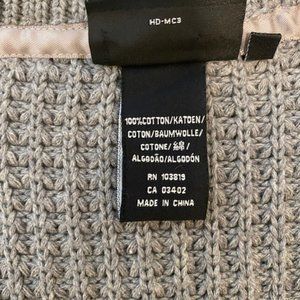 HD-MC3
100%COTTON/KATOEN/
COTON/BAUMWOLLE/
COTONE/綿/
ALGODÃO/ALGODÓN
RN 103819
CA 03402
MADE IN CHINA